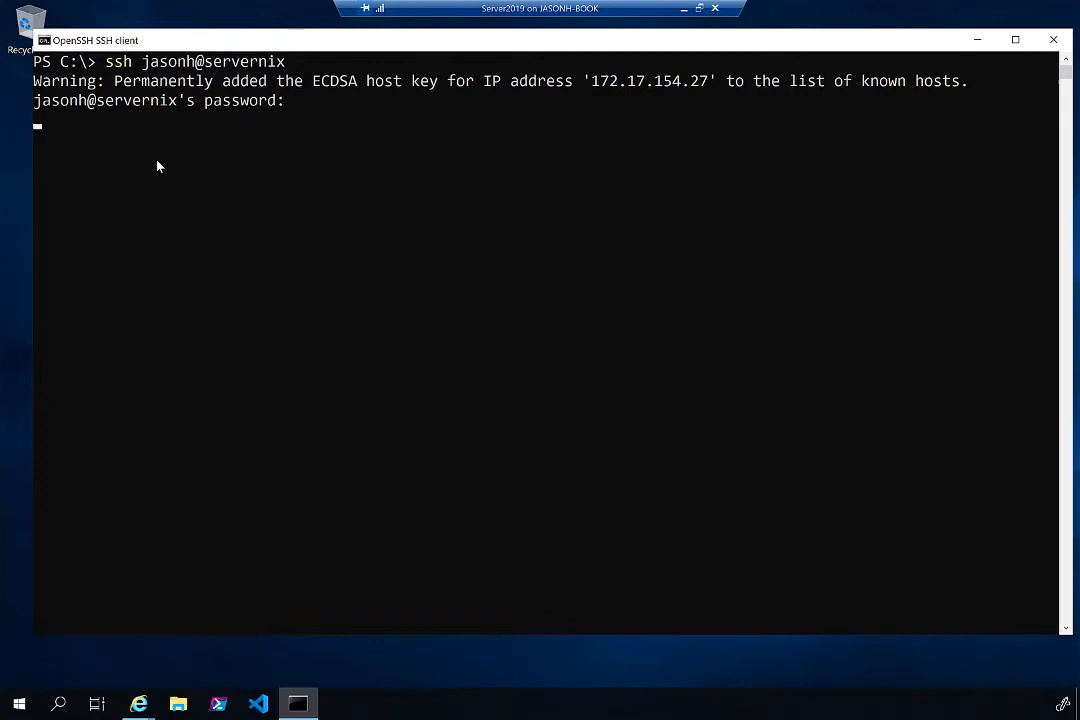 Server2019 on JASONH-BOOK
Recyc
OpenSSH SSH client
PS C:\> ssh jasonh@servernix
Warning: Permanently added the ECDSA host key for IP address '172.17.154.27' to the list of known hosts.
jasonh@servernix's password: